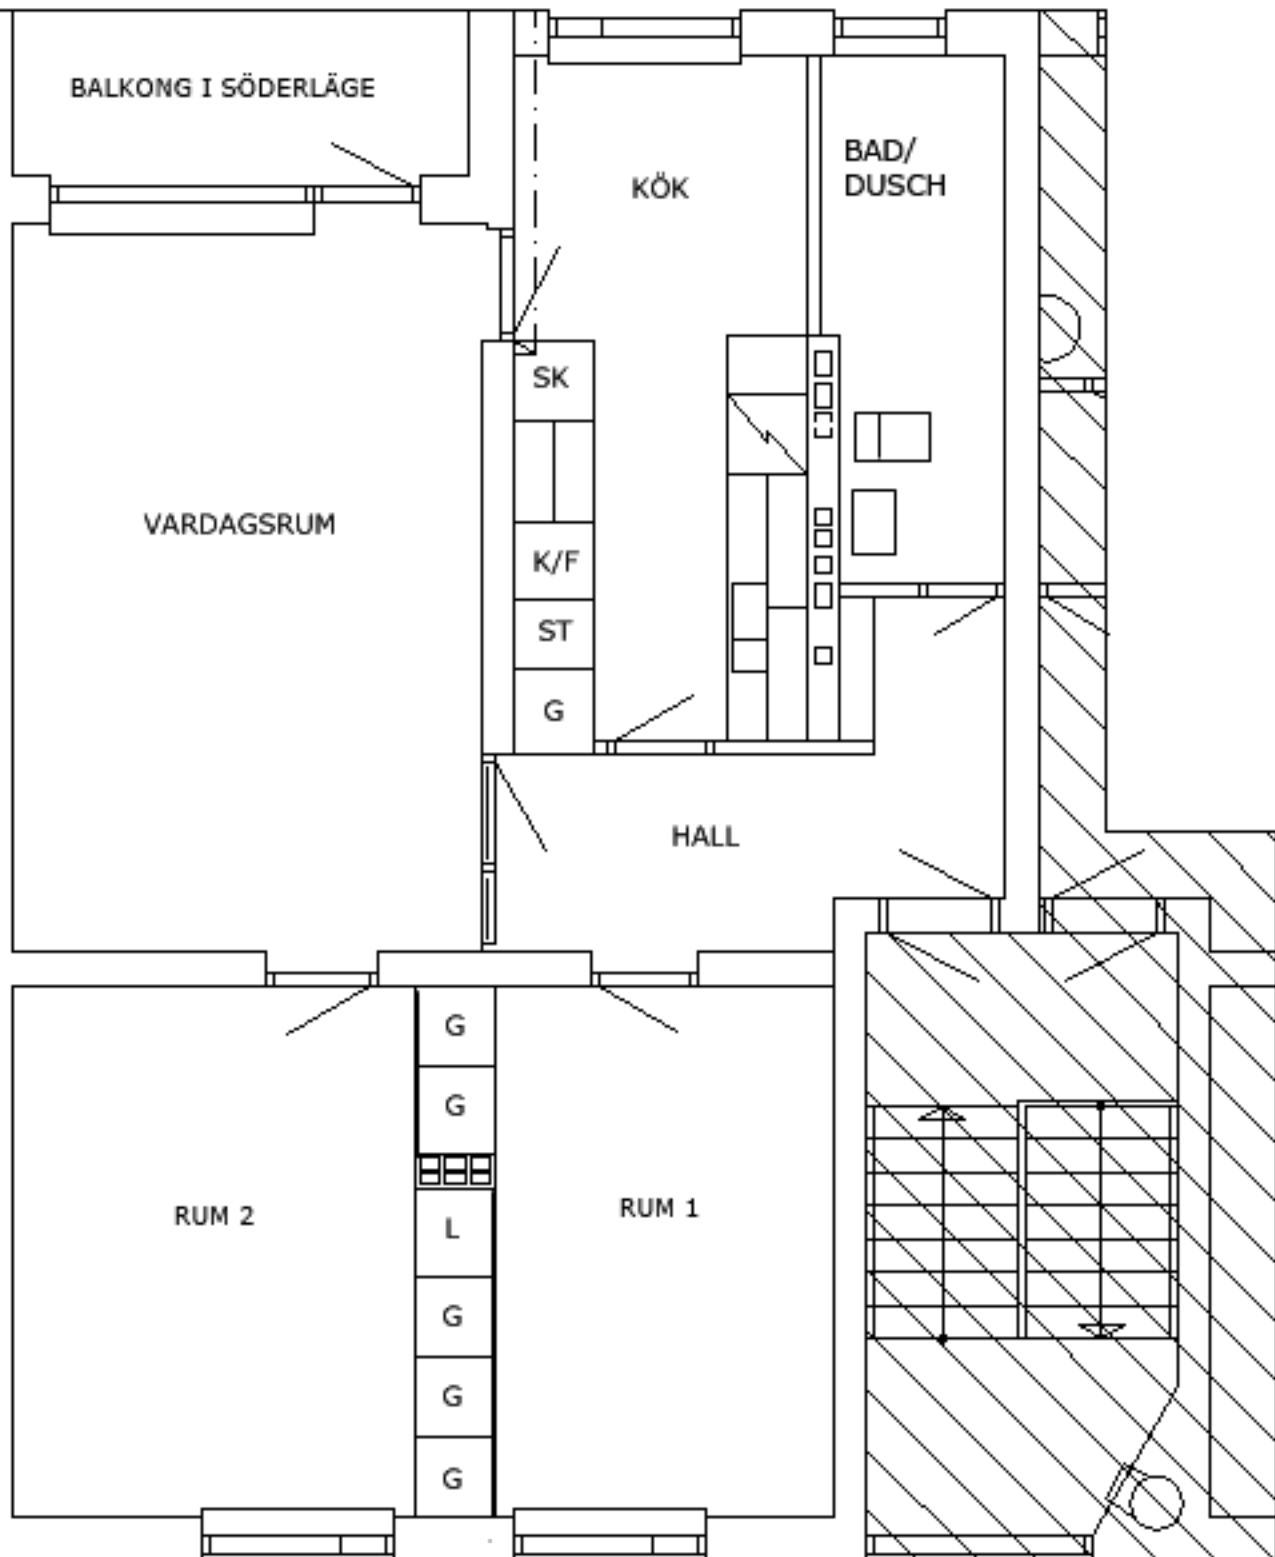 BALKONG I SÖDERLÄGE
KÖK
BAD/
DUSCH
SK
VARDAGSRUM
K/F
ST
G
HALL
G
G
RUM 2
L
RUM 1
G
G
G